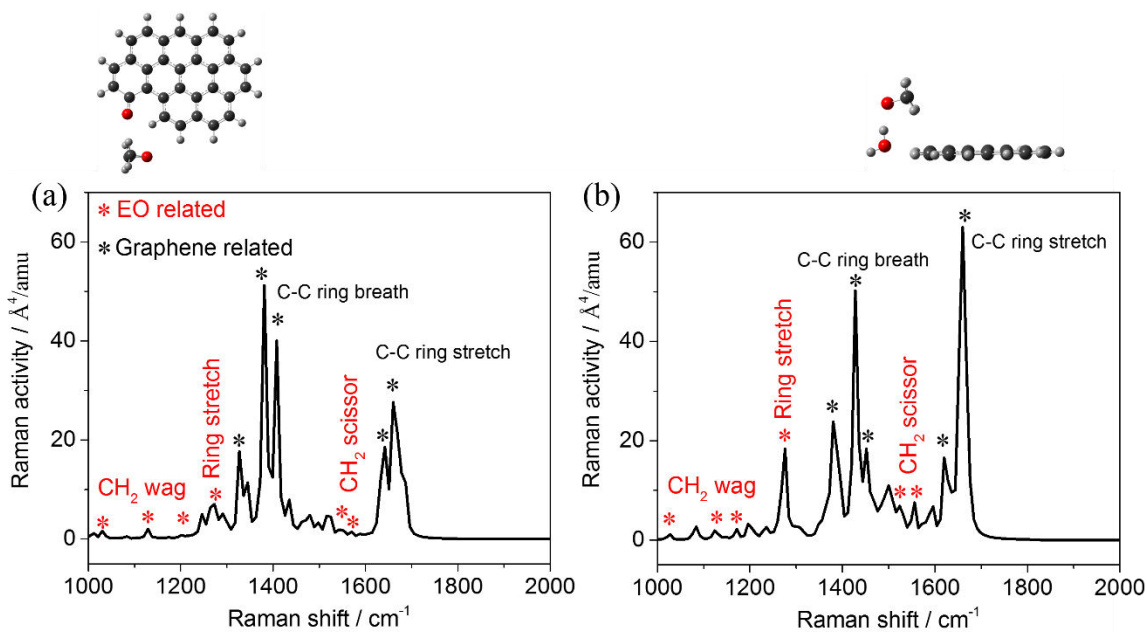 (a)
* EO related
* Graphene related
C-C ring breath
C-C ring stretch
Ring stretch
CH₂ wag
CH₂ scissor
60
40
20
0
Raman activity / Å⁴/amu
1000 1200 1400 1600 1800 2000
Raman shift / cm⁻¹
(b)
C-C ring breath
C-C ring stretch
Ring stretch
CH₂ wag
CH₂ scissor
60
40
20
0
Raman activity / Å⁴/amu
1000 1200 1400 1600 1800 2000
Raman shift / cm⁻¹